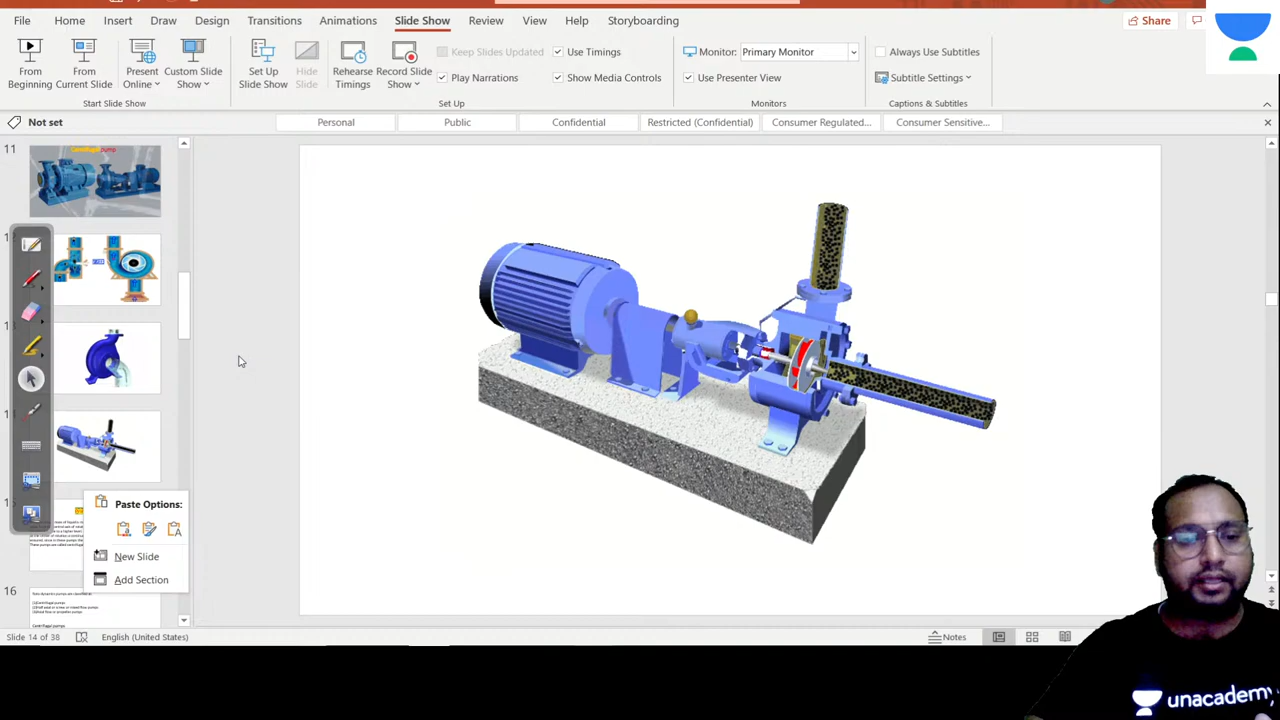 File Home Insert Draw Design Transitions Animations Slide Show Review View Help Storyboarding Share
From Beginning
From Current Slide
Present Online
Custom Slide Show
Set Up Slide Show
Hide Slide
Rehearse Timings
Record Slide Show
Keep Slides Updated
Play Narrations
Use Timings
Show Media Controls
Monitor: Primary Monitor
Use Presenter View
Always Use Subtitles
Subtitle Settings
Start Slide Show Set Up Monitors Captions & Subtitles
Not set Personal Public Confidential Restricted (Confidential) Consumer Regulated... Consumer Sensitive...
11
Centrifugal pump
Paste Options:
New Slide
Add Section
16
Centrifugal pumps
Slide 14 of 38 English (United States) Notes
unacademy